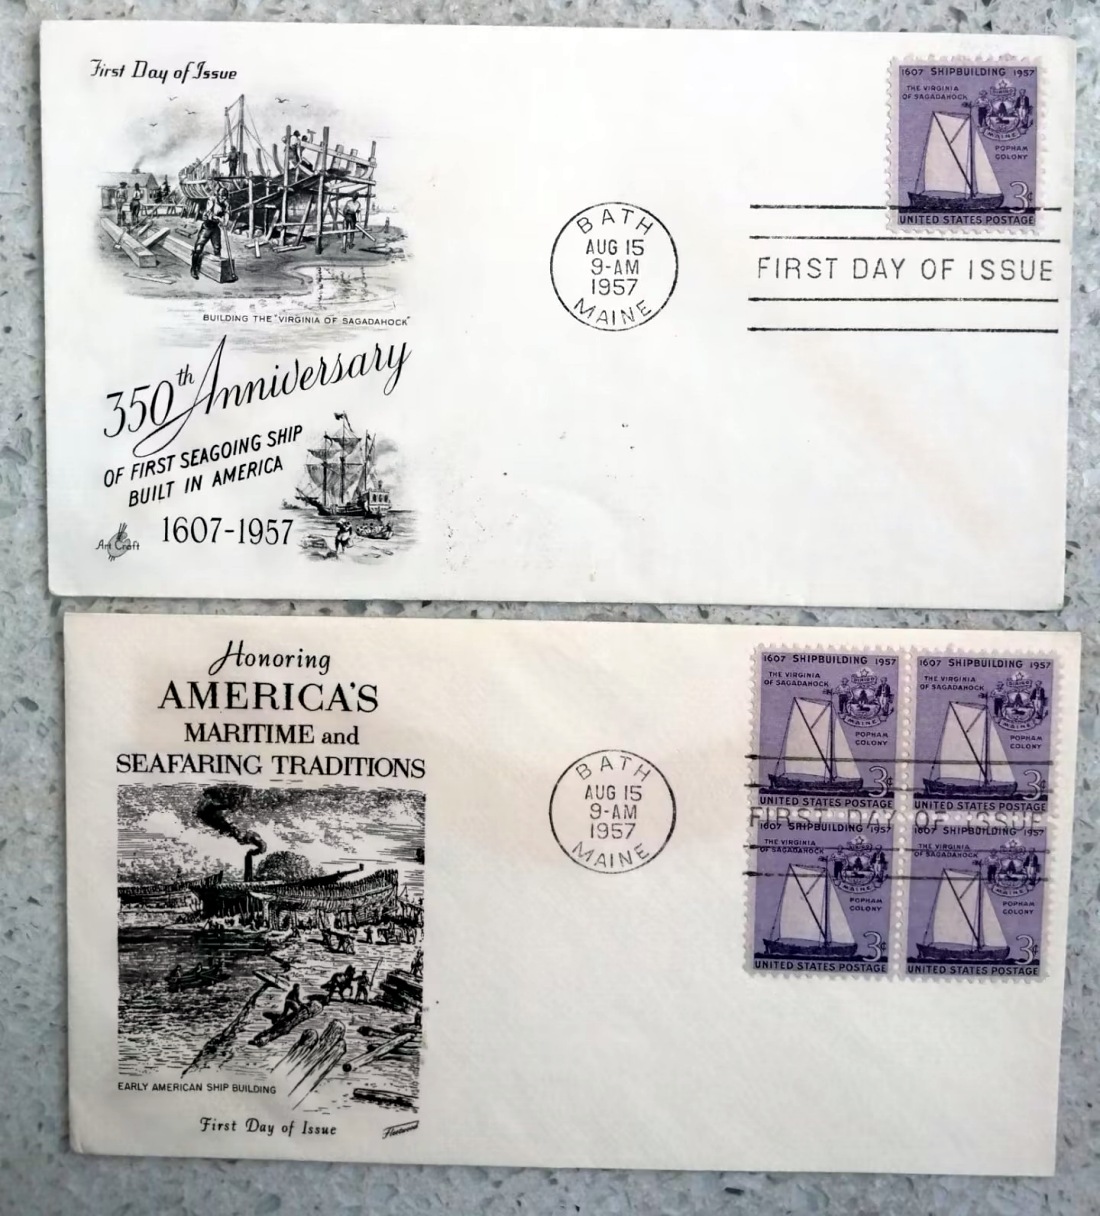 First Day of Issue
BUILDING THE "VIRGINIA OF SAGADAHOCK"
350th Anniversary
OF FIRST SEAGOING SHIP
BUILT IN AMERICA
1607-1957
Art Craft
BATH
AUG 15
9-AM
1957
MAINE
1607 SHIPBUILDING 1957
THE VIRGINIA
OF SAGADAHOCK
MAINE
POPHAM
COLONY
3¢
UNITED STATES POSTAGE
FIRST DAY OF ISSUE
Honoring
AMERICA'S
MARITIME and
SEAFARING TRADITIONS
EARLY AMERICAN SHIP BUILDING
First Day of Issue
Fleetwood
BATH
AUG 15
9-AM
1957
MAINE
1607 SHIPBUILDING 1957
THE VIRGINIA
OF SAGADAHOCK
MAINE
POPHAM
COLONY
3¢
UNITED STATES POSTAGE
1607 SHIPBUILDING 1957
THE VIRGINIA
OF SAGADAHOCK
MAINE
POPHAM
COLONY
3¢
UNITED STATES POSTAGE
FIRST DAY OF ISSUE
1607 SHIPBUILDING 1957
THE VIRGINIA
OF SAGADAHOCK
MAINE
POPHAM
COLONY
3¢
UNITED STATES POSTAGE
1607 SHIPBUILDING 1957
THE VIRGINIA
OF SAGADAHOCK
MAINE
POPHAM
COLONY
3¢
UNITED STATES POSTAGE